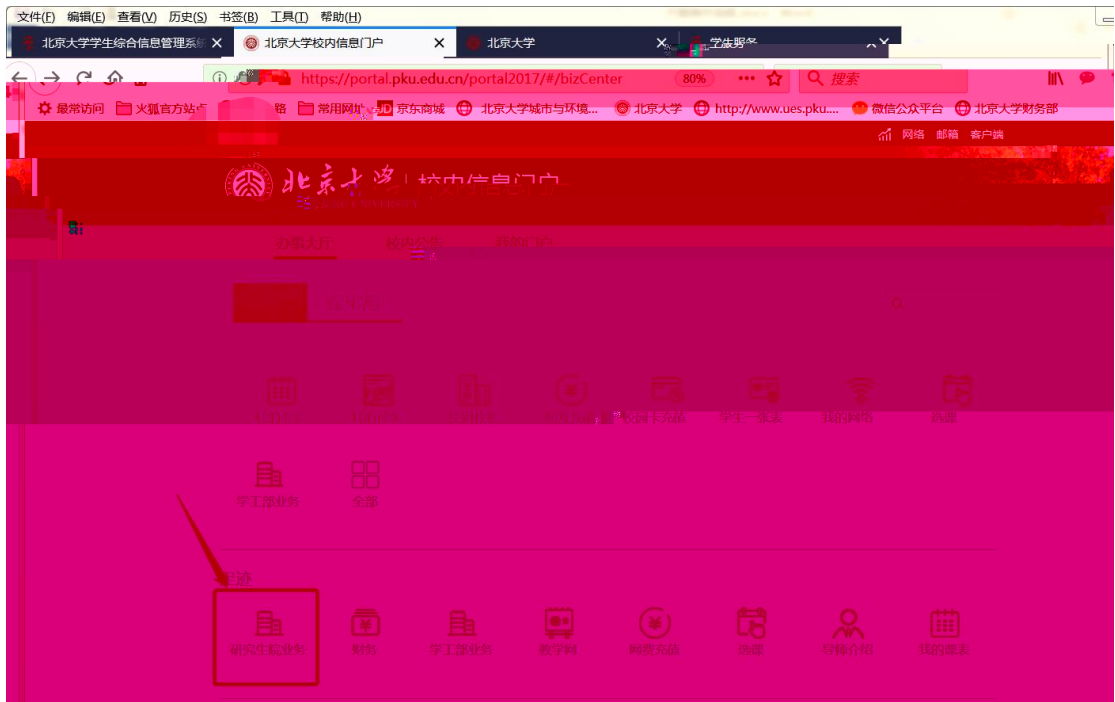 文件(F) 编辑(E) 查看(V) 历史(S) 书签(B) 工具(T) 帮助(H)
北京大学学生综合信息管理系统 北京大学校内信息门户 北京大学
https://portal.pku.edu.cn/portal2017/#/bizCenter 80% 搜索
最常访问 火狐官方站点 常用网址 JD 京东商城 北京大学城市与环境... 北京大学 http://www.ues.pku.... 微信公众平台 北京大学财务部
网络 邮箱 客户端
北京大学 校内信息门户
办事大厅 校内公告 我的门户
校园卡充值 学生一张表 我的网络 选课
学工部业务 全部
足迹
研究生院业务 财务 学工部业务 教学网 网费充值 选课 导师介绍 我的课表